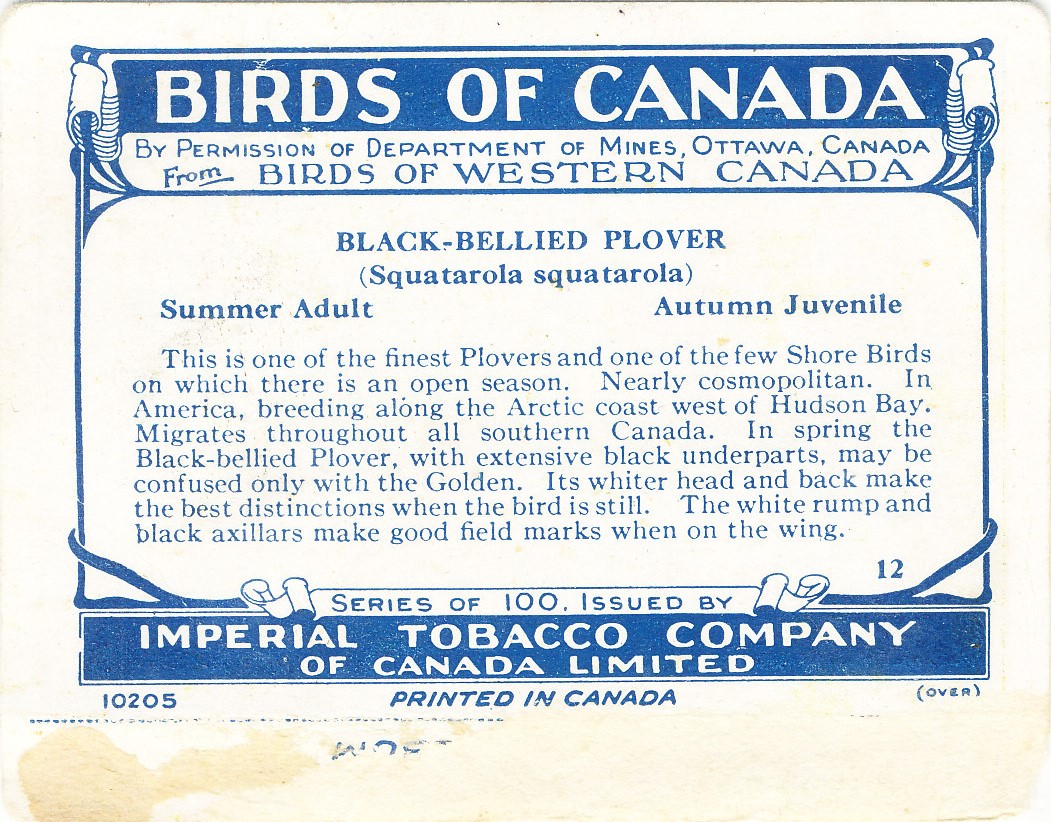 BIRDS OF CANADA
BY PERMISSION OF DEPARTMENT OF MINES, OTTAWA, CANADA
From BIRDS OF WESTERN CANADA
BLACK-BELLIED PLOVER
(Squatarola squatarola)
Summer Adult Autumn Juvenile
This is one of the finest Plovers and one of the few Shore Birds
on which there is an open season. Nearly cosmopolitan. In
America, breeding along the Arctic coast west of Hudson Bay.
Migrates throughout all southern Canada. In spring the
Black-bellied Plover, with extensive black underparts, may be
confused only with the Golden. Its whiter head and back make
the best distinctions when the bird is still. The white rump and
black axillars make good field marks when on the wing.
12
SERIES OF 100. ISSUED BY
IMPERIAL TOBACCO COMPANY
OF CANADA LIMITED
10205 PRINTED IN CANADA (OVER)